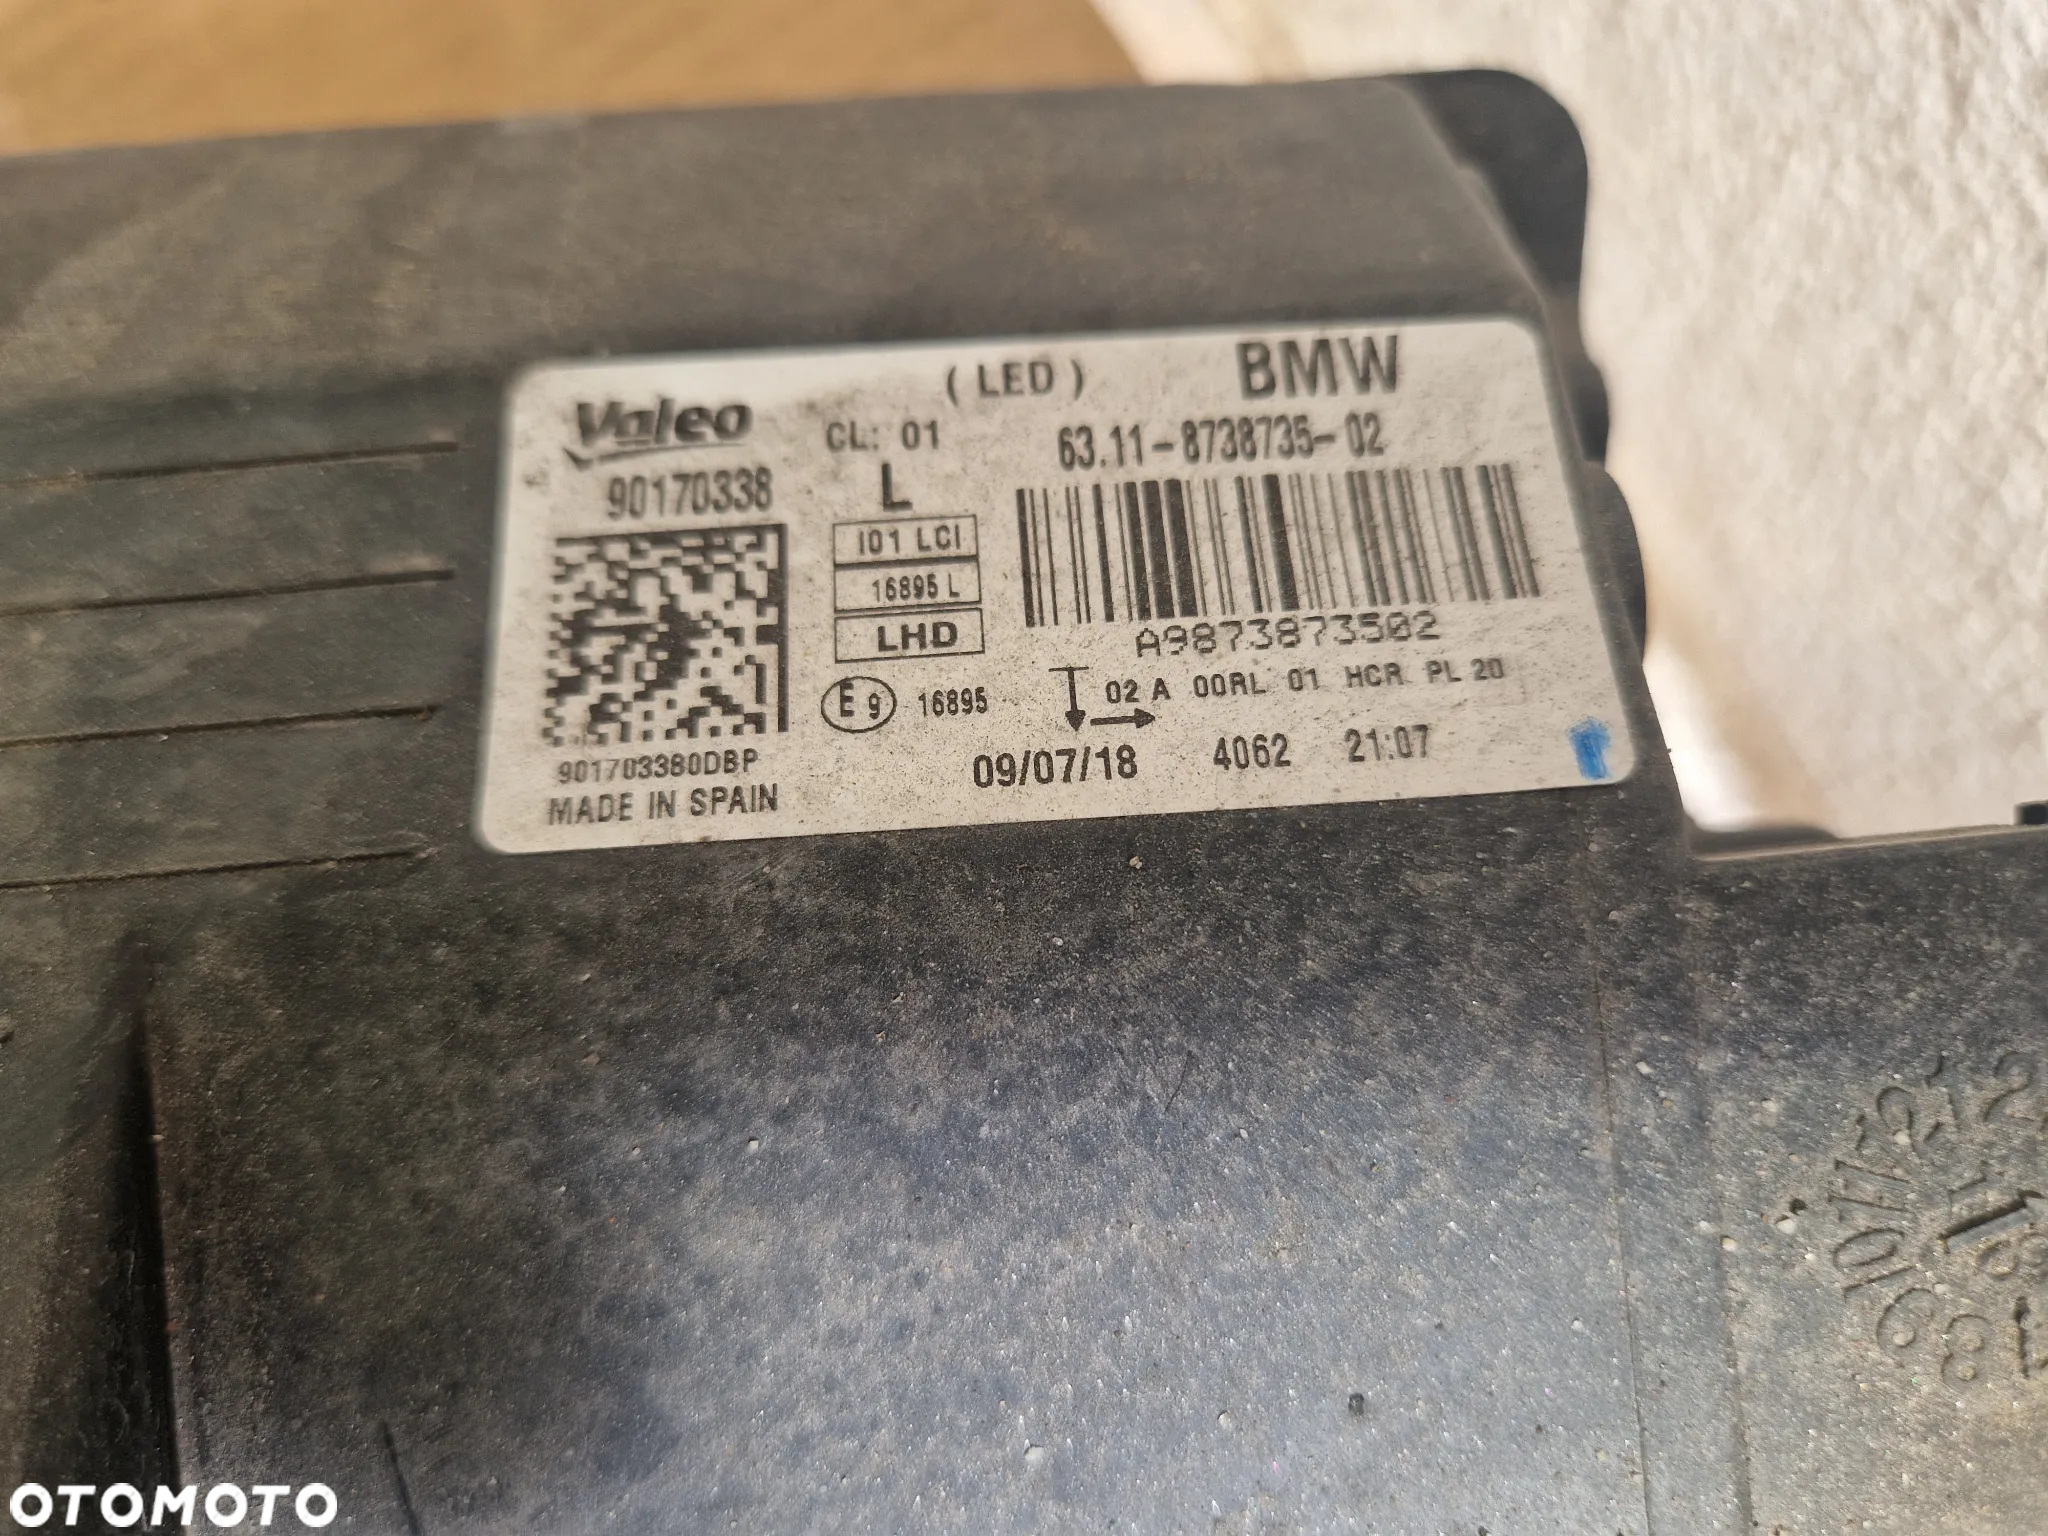 ( LED ) BMW
Valeo CL: 01 63.11-8738735-02
90170338 L
I01 LCI
16895 L
LHD
A9873873502
E 9 16895 02 A 00RL 01 HCR PL 20
901703380DBP 09/07/18 4062 21:07
MADE IN SPAIN
OTOMOTO